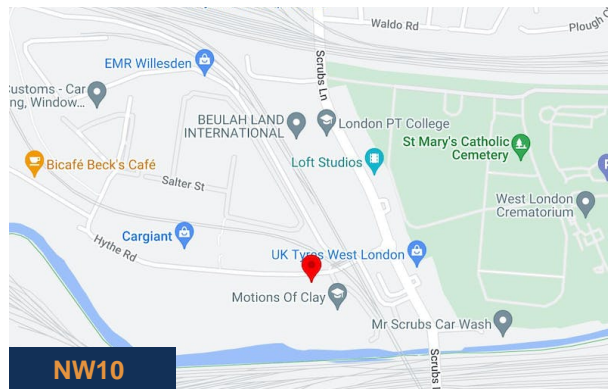 Waldo Rd
Plough C
EMR Willesden
Scrubs Ln
ustoms - Car
ng, Window...
BEULAH LAND
INTERNATIONAL
London PT College
St Mary's Catholic
Cemetery
Loft Studios
Bicafé Beck's Café
Salter St
West London
Crematorium
Cargiant
Hythe Rd
UK Tyres West London
Motions Of Clay
Mr Scrubs Car Wash
Scrubs L
NW10